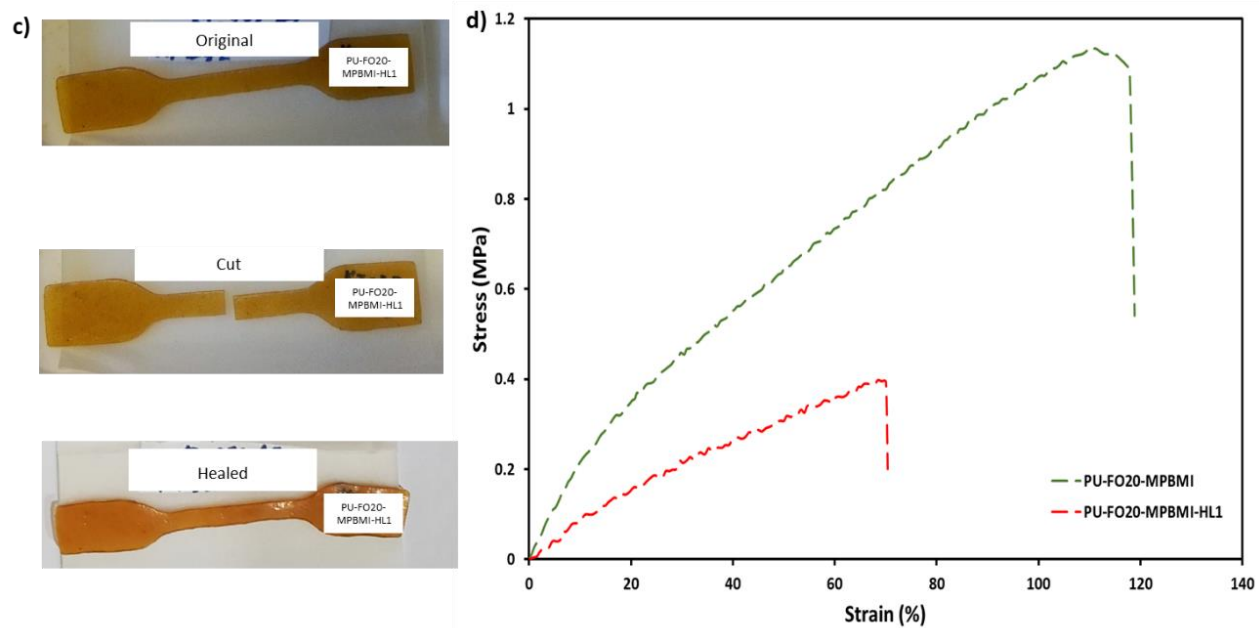 c)
Original
PU-FO20-
MPBMI-HL1
Cut
PU-FO20-
MPBMI-HL1
Healed
PU-FO20-
MPBMI-HL1
d)
Stress (MPa)
1.2
1
0.8
0.6
0.4
0.2
0
0 20 40 60 80 100 120 140
Strain (%)
PU-FO20-MPBMI
PU-FO20-MPBMI-HL1